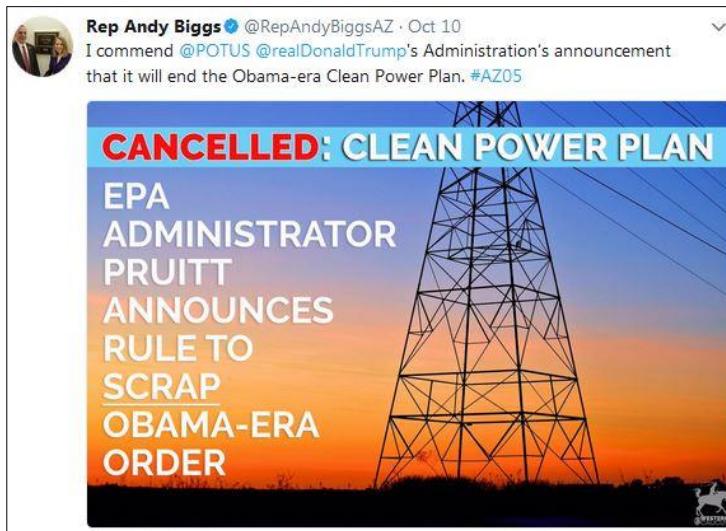 Rep Andy Biggs @RepAndyBiggsAZ · Oct 10
I commend @POTUS @realDonaldTrump's Administration's announcement
that it will end the Obama-era Clean Power Plan. #AZ05
CANCELLED: CLEAN POWER PLAN
EPA
ADMINISTRATOR
PRUITT
ANNOUNCES
RULE TO
SCRAP
OBAMA-ERA
ORDER